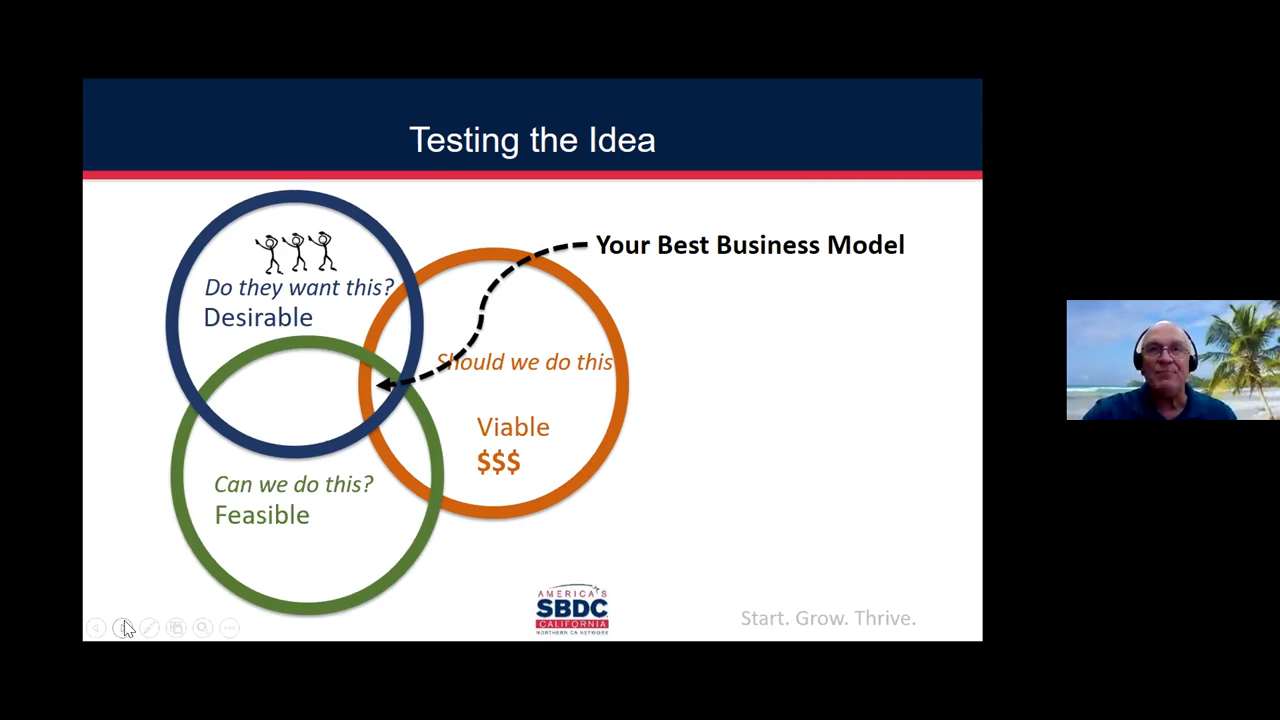 Testing the Idea
Your Best Business Model
Do they want this?
Desirable
Should we do this
Viable
$$$
Can we do this?
Feasible
AMERICA'S
SBDC
CALIFORNIA
NORTHERN CA NETWORK
Start. Grow. Thrive.